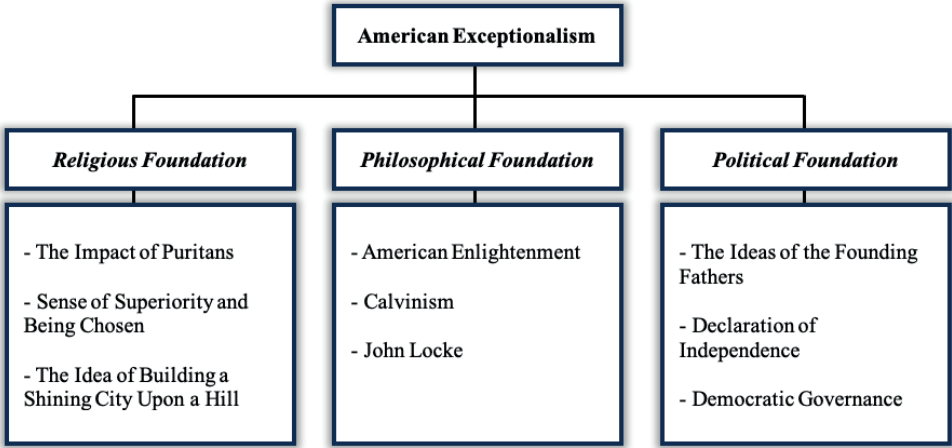 American Exceptionalism
Religious Foundation
- The Impact of Puritans
- Sense of Superiority and
Being Chosen
- The Idea of Building a
Shining City Upon a Hill
Philosophical Foundation
- American Enlightenment
- Calvinism
- John Locke
Political Foundation
- The Ideas of the Founding
Fathers
- Declaration of
Independence
- Democratic Governance